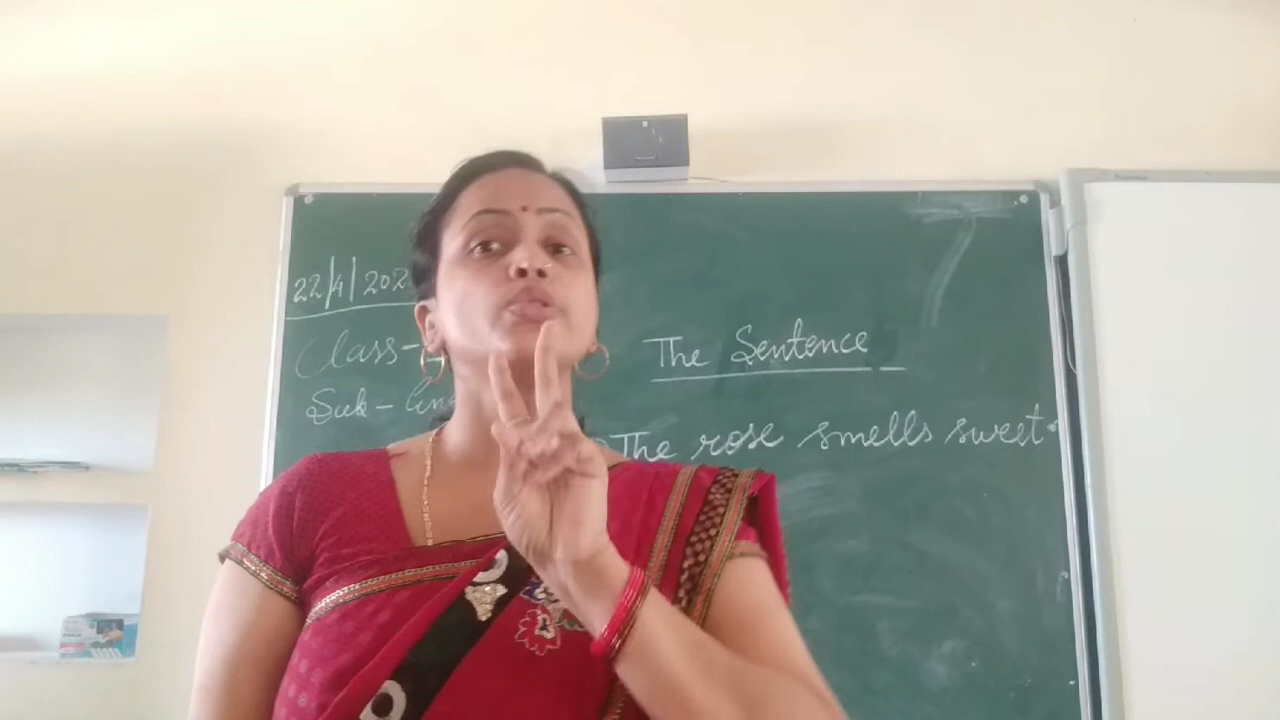 22/4/202
Class-
Sub-
The Sentence
The rose smells sweet.